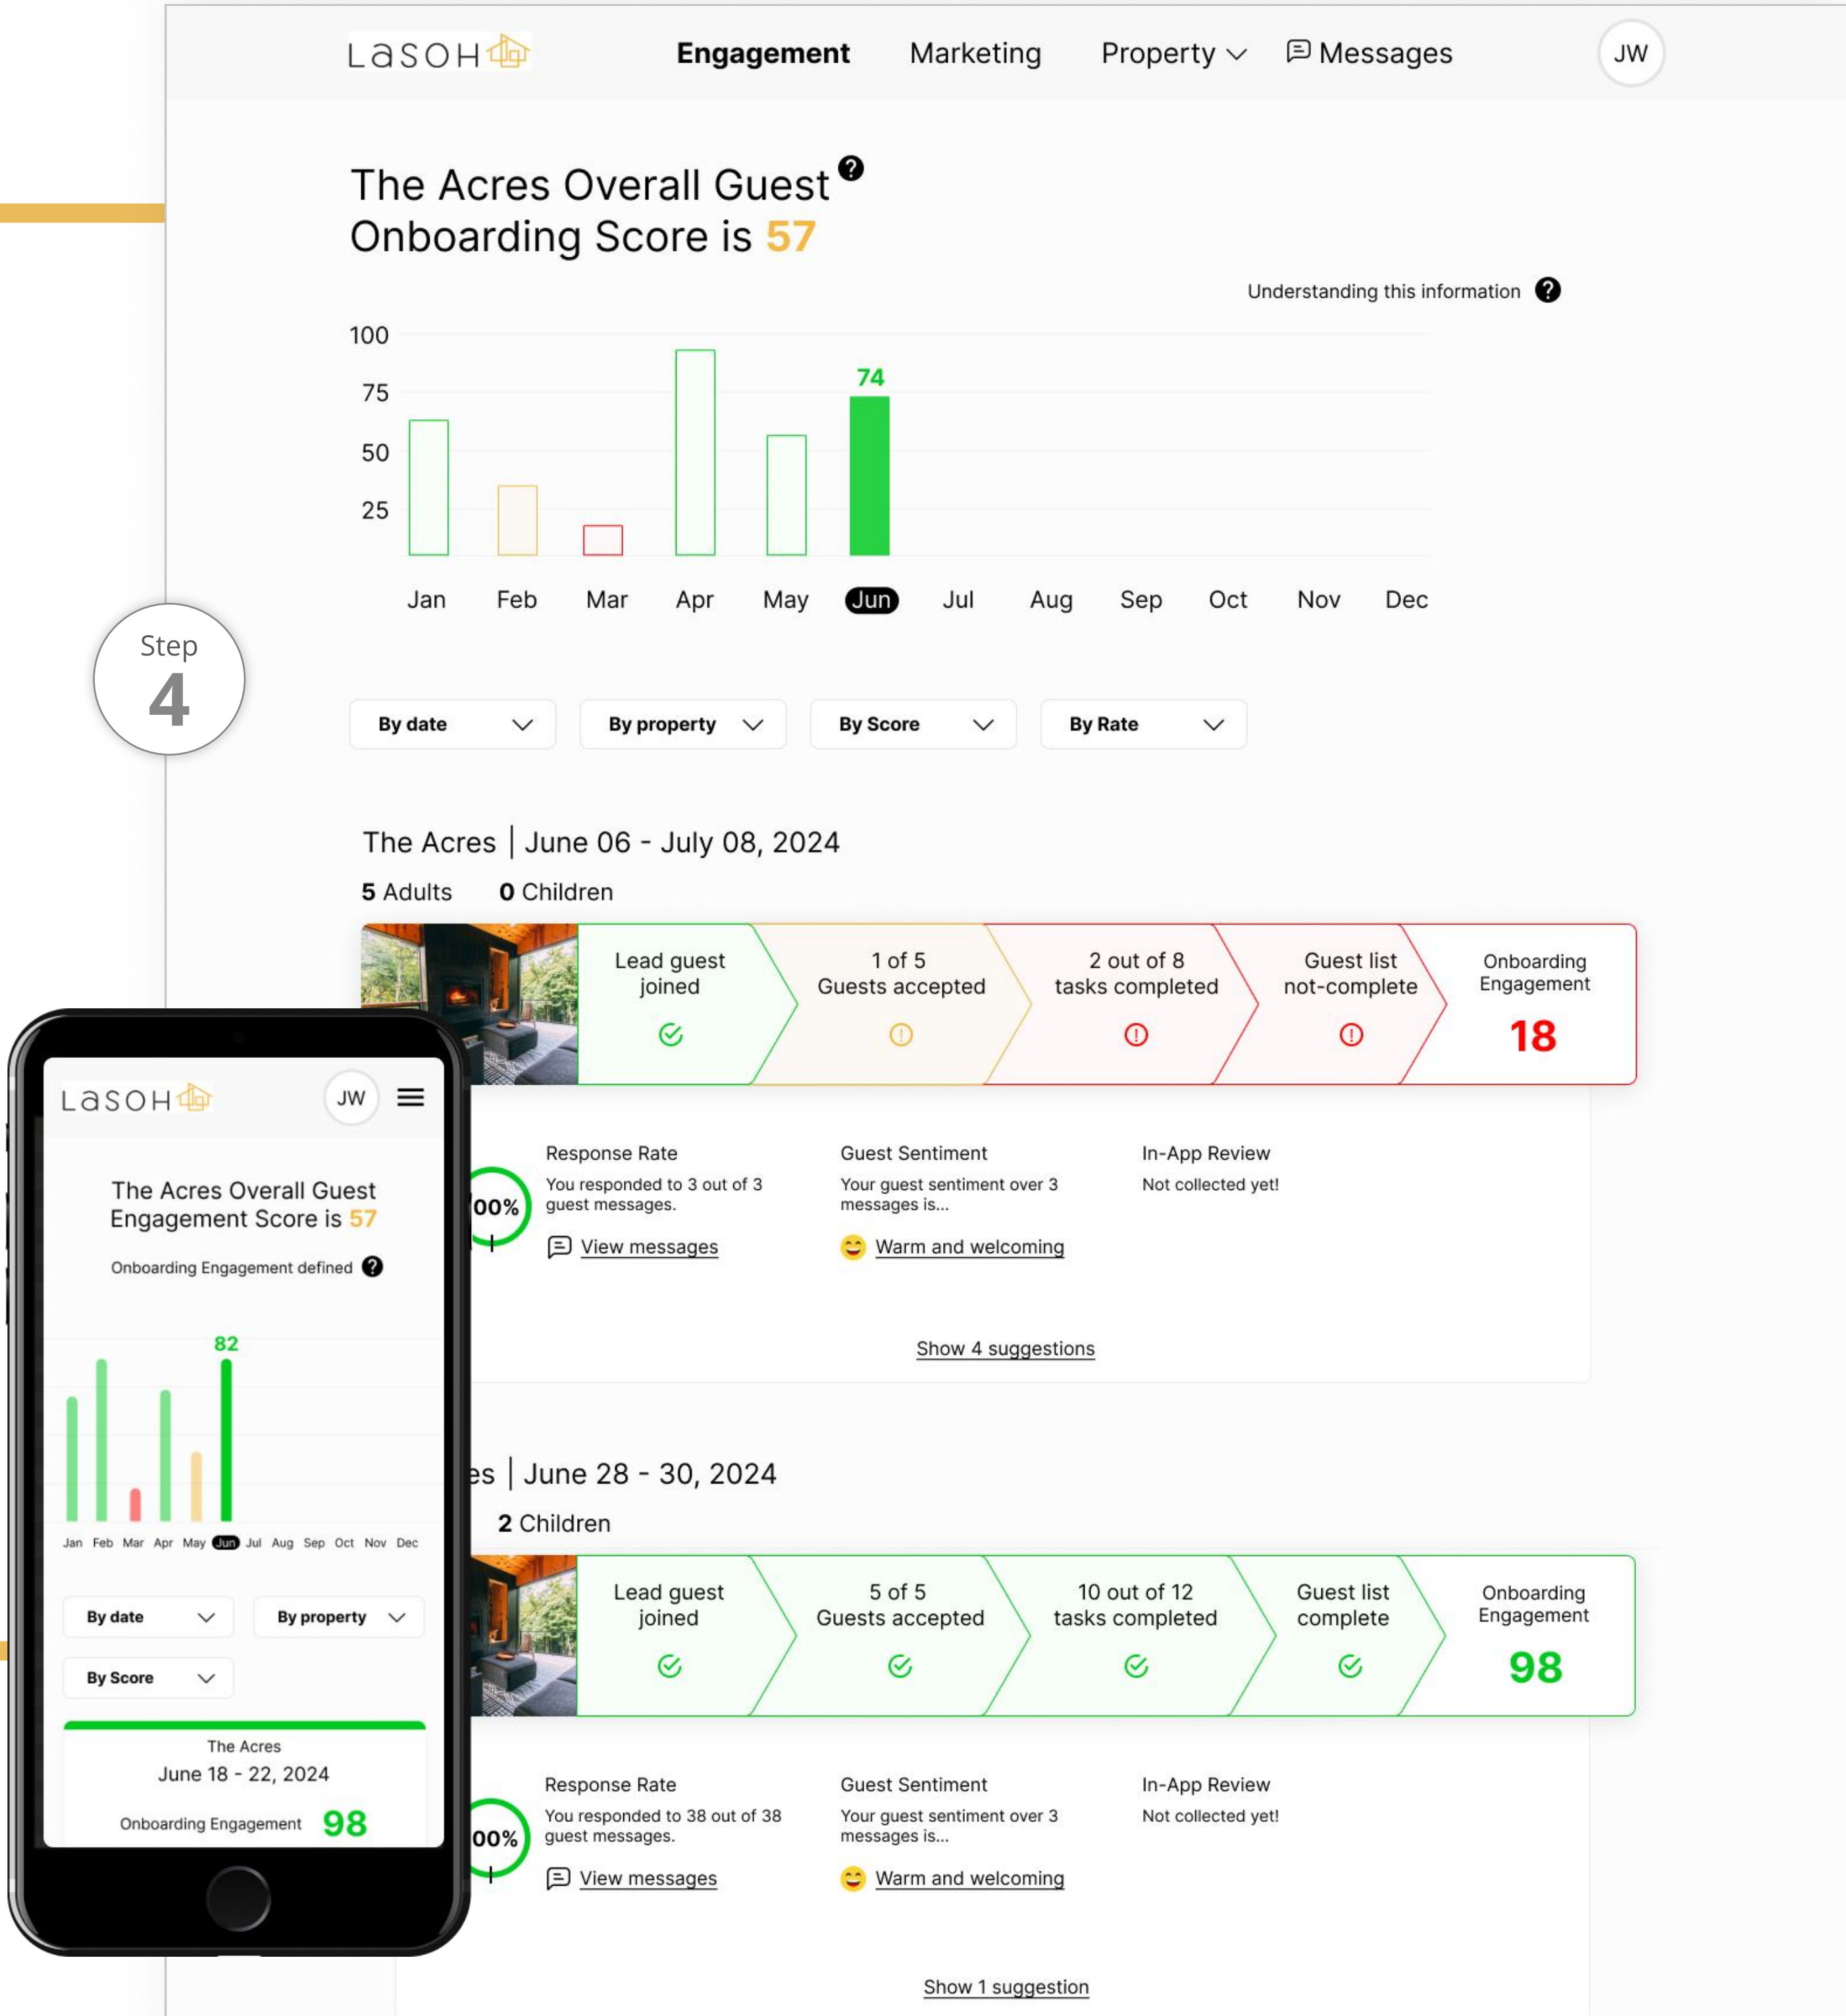 LasoH
Engagement
Marketing
Property
Messages
JW
The Acres Overall Guest
Onboarding Score is 57
Understanding this information
100
75
50
25
74
Jan Feb Mar Apr May Jun Jul Aug Sep Oct Nov Dec
Step
4
By date
By property
By Score
By Rate
The Acres | June 06 - July 08, 2024
5 Adults 0 Children
Lead guest
joined
1 of 5
Guests accepted
2 out of 8
tasks completed
Guest list
not-complete
Onboarding
Engagement
18
00%
Response Rate
You responded to 3 out of 3
guest messages.
View messages
Guest Sentiment
Your guest sentiment over 3
messages is...
Warm and welcoming
In-App Review
Not collected yet!
Show 4 suggestions
es | June 28 - 30, 2024
2 Children
Lead guest
joined
5 of 5
Guests accepted
10 out of 12
tasks completed
Guest list
complete
Onboarding
Engagement
98
00%
Response Rate
You responded to 38 out of 38
guest messages.
View messages
Guest Sentiment
Your guest sentiment over 3
messages is...
Warm and welcoming
In-App Review
Not collected yet!
Show 1 suggestion
LasoH
JW
The Acres Overall Guest
Engagement Score is 57
Onboarding Engagement defined
82
Jan Feb Mar Apr May Jun Jul Aug Sep Oct Nov Dec
By date
By property
By Score
The Acres
June 18 - 22, 2024
Onboarding Engagement 98